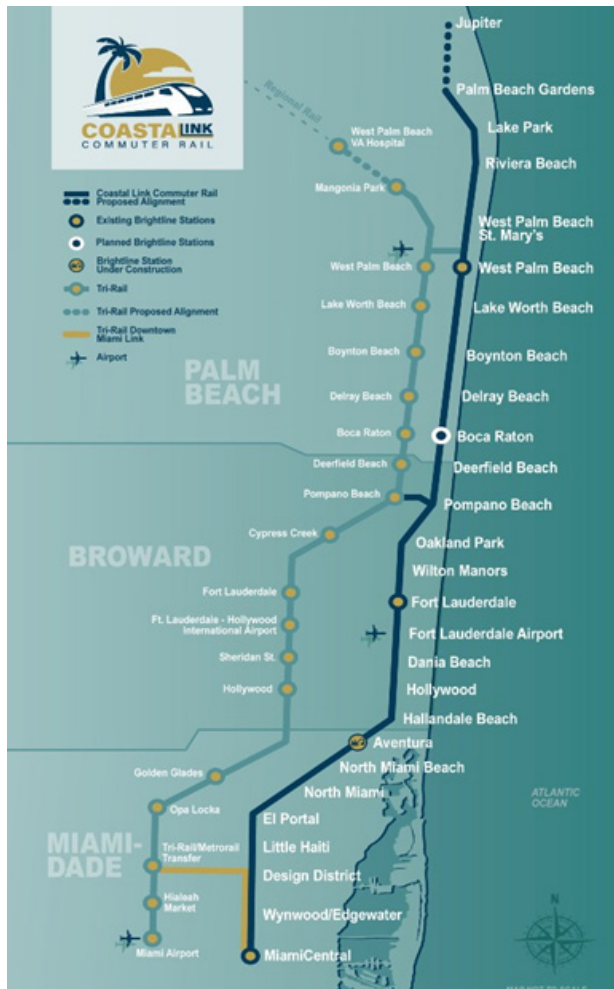 Jupiter
Palm Beach Gardens
Lake Park
Riviera Beach
West Palm Beach
St. Mary's
West Palm Beach
Lake Worth Beach
Boynton Beach
Delray Beach
Boca Raton
Deerfield Beach
Pompano Beach
Oakland Park
Wilton Manors
Fort Lauderdale
Fort Lauderdale Airport
Dania Beach
Hollywood
Hallandale Beach
Aventura
North Miami Beach
North Miami
El Portal
Little Haiti
Design District
Wynwood/Edgewater
MiamiCentral
COASTALINK
COMMUTER RAIL
Coastal Link Commuter Rail
Proposed Alignment
Existing Brightline Stations
Planned Brightline Stations
Brightline Station
Under Construction
Tri-Rail
Tri-Rail Proposed Alignment
Tri-Rail Downtown
Miami Link
Airport
Regional Rail
West Palm Beach
VA Hospital
Mangonia Park
West Palm Beach
Lake Worth Beach
Boynton Beach
Delray Beach
Boca Raton
Deerfield Beach
Pompano Beach
Cypress Creek
Fort Lauderdale
Ft. Lauderdale - Hollywood
International Airport
Sheridan St.
Hollywood
Golden Glades
Opa Locka
Tri-Rail/Metrorail
Transfer
Hialeah
Market
Miami Airport
PALM
BEACH
BROWARD
MIAMI-
DADE
ATLANTIC
OCEAN
N